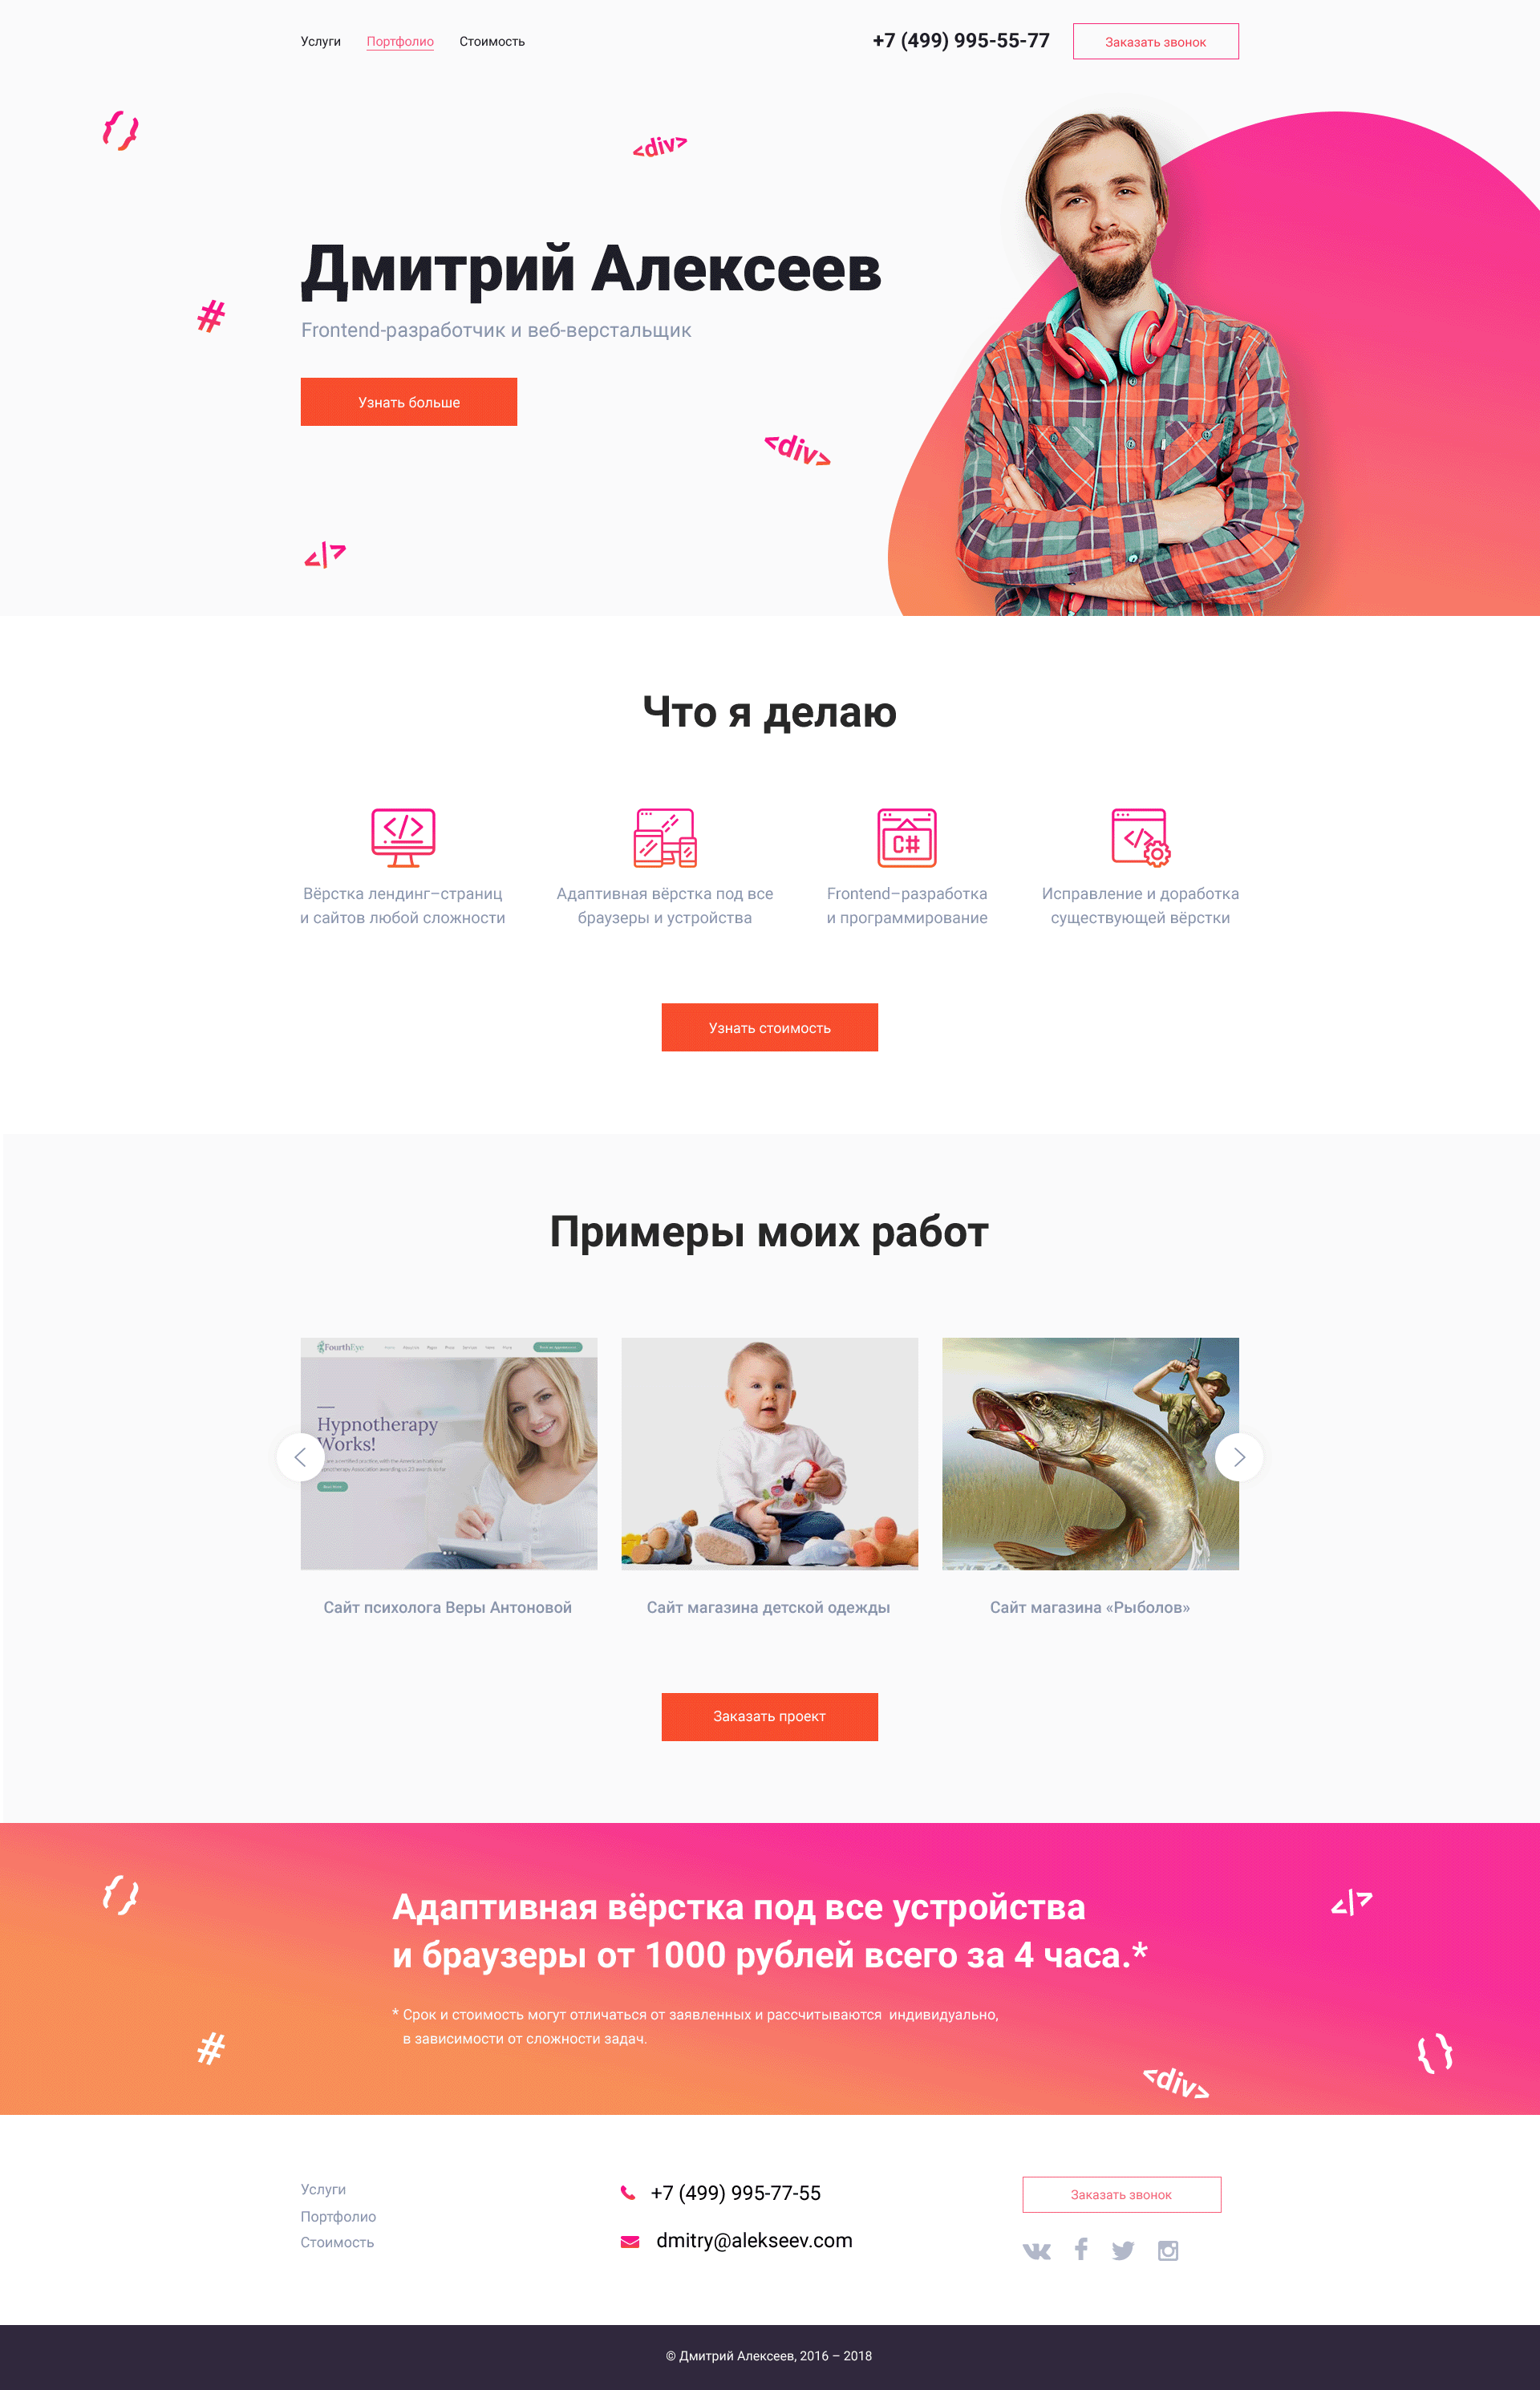 Услуги Портфолио Стоимость +7 (499) 995-55-77 Заказать звонок
{ }
<div>
Дмитрий Алексеев
#
Frontend-разработчик и веб-верстальщик
Узнать больше
<div>
</>
Что я делаю
C#
Вёрстка лендинг–страниц
и сайтов любой сложности
Адаптивная вёрстка под все
браузеры и устройства
Frontend–разработка
и программирование
Исправление и доработка
существующей вёрстки
Узнать стоимость
Примеры моих работ
FourthEye
Hypnotherapy
Works!
Сайт психолога Веры Антоновой
Сайт магазина детской одежды
Сайт магазина «Рыболов»
Заказать проект
{ }
</>
Адаптивная вёрстка под все устройства
и браузеры от 1000 рублей всего за 4 часа.*
* Срок и стоимость могут отличаться от заявленных и рассчитываются индивидуально,
в зависимости от сложности задач.
#
{ }
<div>
Услуги
Портфолио
Стоимость
+7 (499) 995-77-55
dmitry@alekseev.com
Заказать звонок
© Дмитрий Алексеев, 2016 – 2018